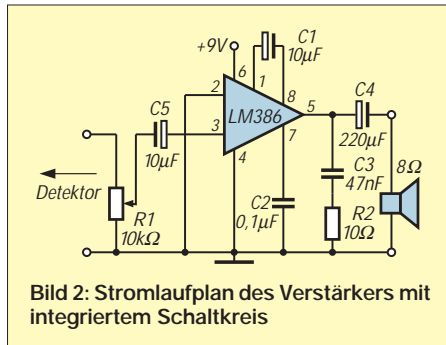 C1
10µF
+9V
6
1
C4
2
8
C5
LM386
5
220µF
3
7
10µF
4
C3
47nF
8Ω
Detektor
R1
10kΩ
C2
0,1µF
R2
10Ω
Bild 2: Stromlaufplan des Verstärkers mit
integriertem Schaltkreis